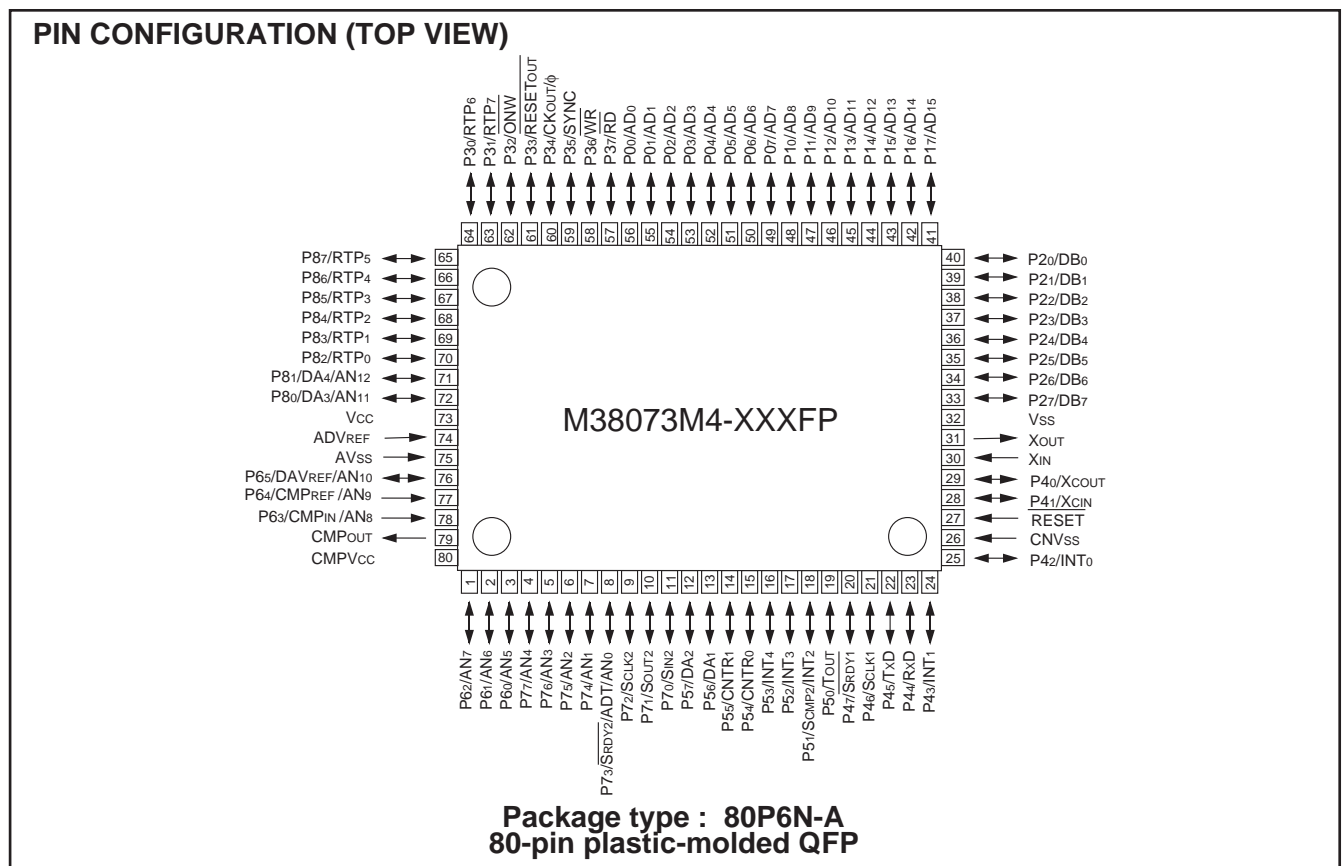 PIN CONFIGURATION (TOP VIEW)
P30/RTP6
P31/RTP7
P32/ONW
P33/RESETOUT
P34/CKOUT/φ
P35/SYNC
P36/WR
P37/RD
P00/AD0
P01/AD1
P02/AD2
P03/AD3
P04/AD4
P05/AD5
P06/AD6
P07/AD7
P10/AD8
P11/AD9
P12/AD10
P13/AD11
P14/AD12
P15/AD13
P16/AD14
P17/AD15
64 63 62 61 60 59 58 57 56 55 54 53 52 51 50 49 48 47 46 45 44 43 42 41
P87/RTP5 65
P86/RTP4 66
P85/RTP3 67
P84/RTP2 68
P83/RTP1 69
P82/RTP0 70
P81/DA4/AN12 71
P80/DA3/AN11 72
VCC 73
ADVREF 74
AVSS 75
P65/DAVREF/AN10 76
P64/CMPREF/AN9 77
P63/CMPIN/AN8 78
CMPOUT 79
CMPVCC 80
M38073M4-XXXFP
40 P20/DB0
39 P21/DB1
38 P22/DB2
37 P23/DB3
36 P24/DB4
35 P25/DB5
34 P26/DB6
33 P27/DB7
32 VSS
31 XOUT
30 XIN
29 P40/XCOUT
28 P41/XCIN
27 RESET
26 CNVSS
25 P42/INT0
1 2 3 4 5 6 7 8 9 10 11 12 13 14 15 16 17 18 19 20 21 22 23 24
P62/AN7
P61/AN6
P60/AN5
P77/AN4
P76/AN3
P75/AN2
P74/AN1
P73/SRDY2/ADT/AN0
P72/SCLK2
P71/SOUT2
P70/SIN2
P57/DA2
P56/DA1
P55/CNTR1
P54/CNTR0
P53/INT4
P52/INT3
P51/SCMP2/INT2
P50/TOUT
P47/SRDY1
P46/SCLK1
P45/TXD
P44/RXD
P43/INT1
Package type : 80P6N-A
80-pin plastic-molded QFP